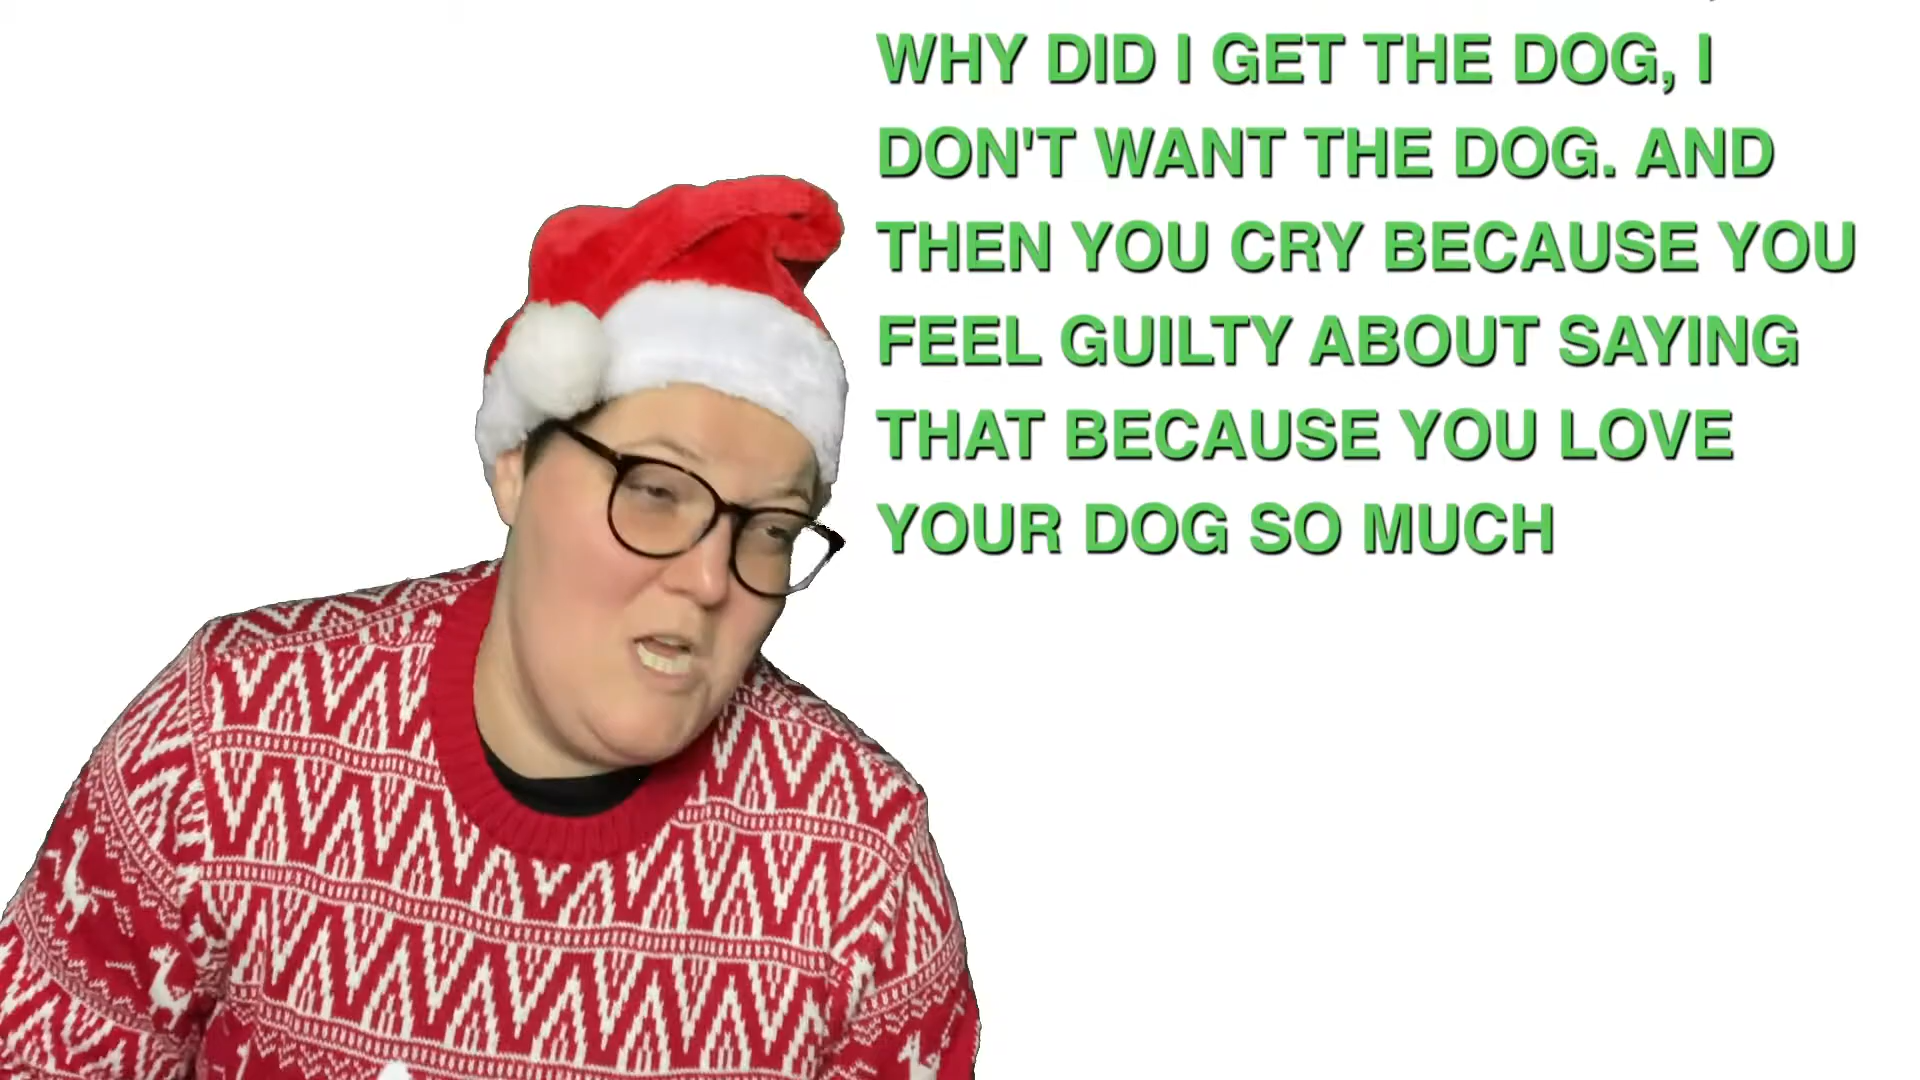 WHY DID I GET THE DOG, I
DON'T WANT THE DOG. AND
THEN YOU CRY BECAUSE YOU
FEEL GUILTY ABOUT SAYING
THAT BECAUSE YOU LOVE
YOUR DOG SO MUCH